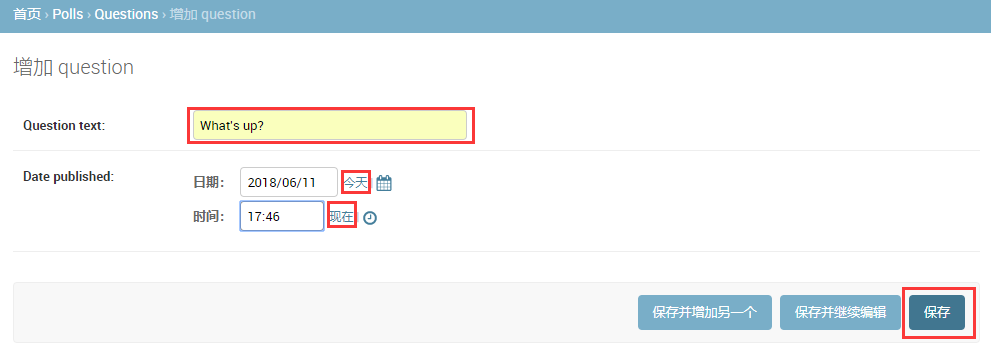 首页 › Polls › Questions › 增加 question
增加 question
Question text: What's up?
Date published: 日期: 2018/06/11 今天
时间: 17:46 现在
保存并增加另一个 保存并继续编辑 保存